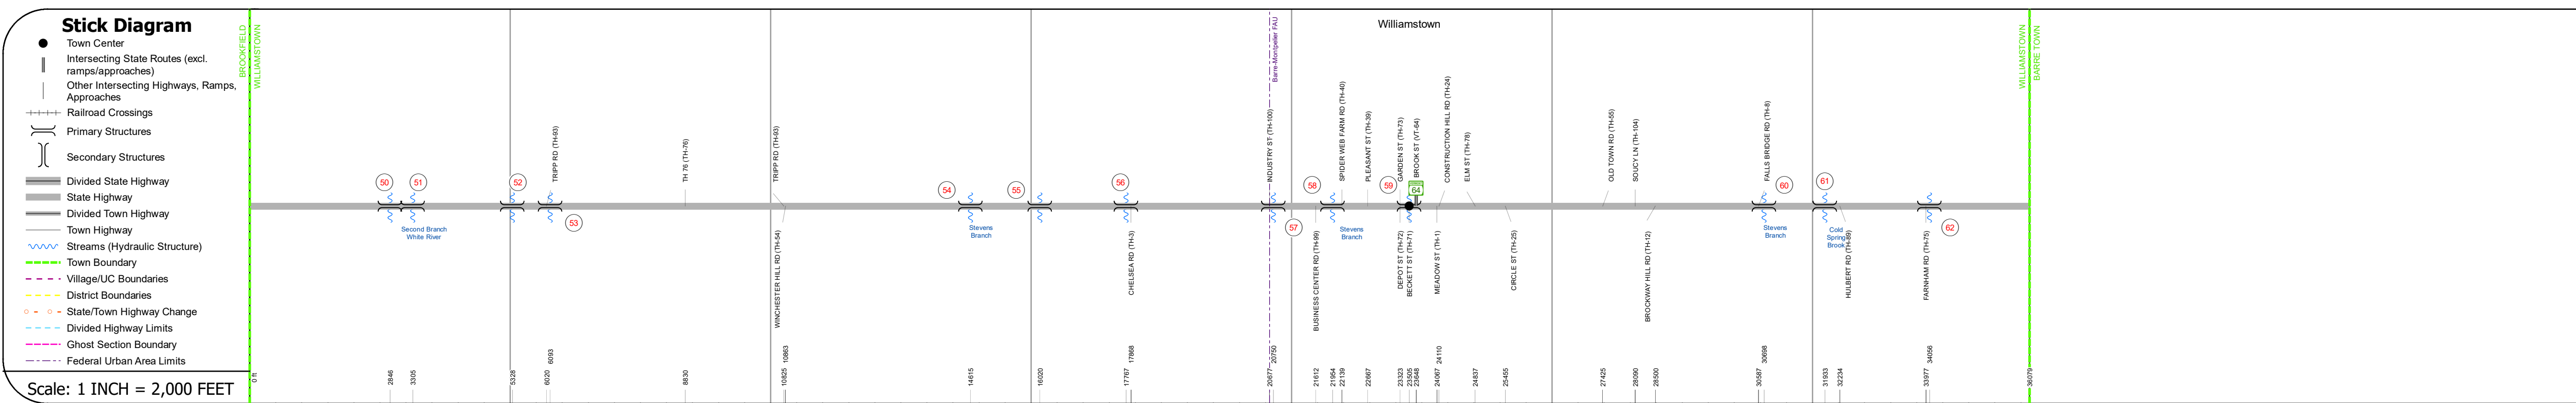 Stick Diagram
Town Center
Intersecting State Routes (excl.
ramps/approaches)
Other Intersecting Highways, Ramps,
Approaches
Railroad Crossings
Primary Structures
Secondary Structures
Divided State Highway
State Highway
Divided Town Highway
Town Highway
Streams (Hydraulic Structure)
Town Boundary
Village/UC Boundaries
District Boundaries
State/Town Highway Change
Divided Highway Limits
Ghost Section Boundary
Federal Urban Area Limits
Scale: 1 INCH = 2,000 FEET
BROOKFIELD
WILLIAMSTOWN
Williamstown
Barre-Montpelier FAU
WILLIAMSTOWN
BARRE TOWN
TRIPP RD (TH-93)
TH 76 (TH-76)
TRIPP RD (TH-93)
INDUSTRY ST (TH-100)
SPIDER WEB FARM RD (TH-40)
PLEASANT ST (TH-39)
GARDEN ST (TH-73)
BROOK ST (VT-64)
CONSTRUCTION HILL RD (TH-24)
ELM ST (TH-78)
OLD TOWN RD (TH-55)
SOUCY LN (TH-104)
FALLS BRIDGE RD (TH-8)
50
51
52
53
54
55
56
57
58
59
64
60
61
62
Second Branch
White River
Stevens
Branch
Stevens
Branch
Stevens
Branch
Cold
Spring
Brook
WINCHESTER HILL RD (TH-54)
CHELSEA RD (TH-3)
BUSINESS CENTER RD (TH-99)
DEPOT ST (TH-72)
BECKETT ST (TH-71)
MEADOW ST (TH-1)
CIRCLE ST (TH-25)
BROCKWAY HILL RD (TH-12)
HULBERT RD (TH-89)
FARNHAM RD (TH-75)
0 ft
2846
3305
5328
6020
6093
8830
10825
10863
14615
16020
17767
17868
20677
20750
21612
21954
22139
22667
23323
23505
23648
24067
24110
24837
25455
27425
28090
28500
30587
30698
31933
32234
33977
34056
36079